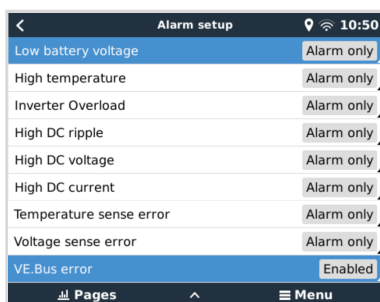 Alarm setup 10:50
Low battery voltage Alarm only
High temperature Alarm only
Inverter Overload Alarm only
High DC ripple Alarm only
High DC voltage Alarm only
High DC current Alarm only
Temperature sense error Alarm only
Voltage sense error Alarm only
VE.Bus error Enabled
Pages Menu